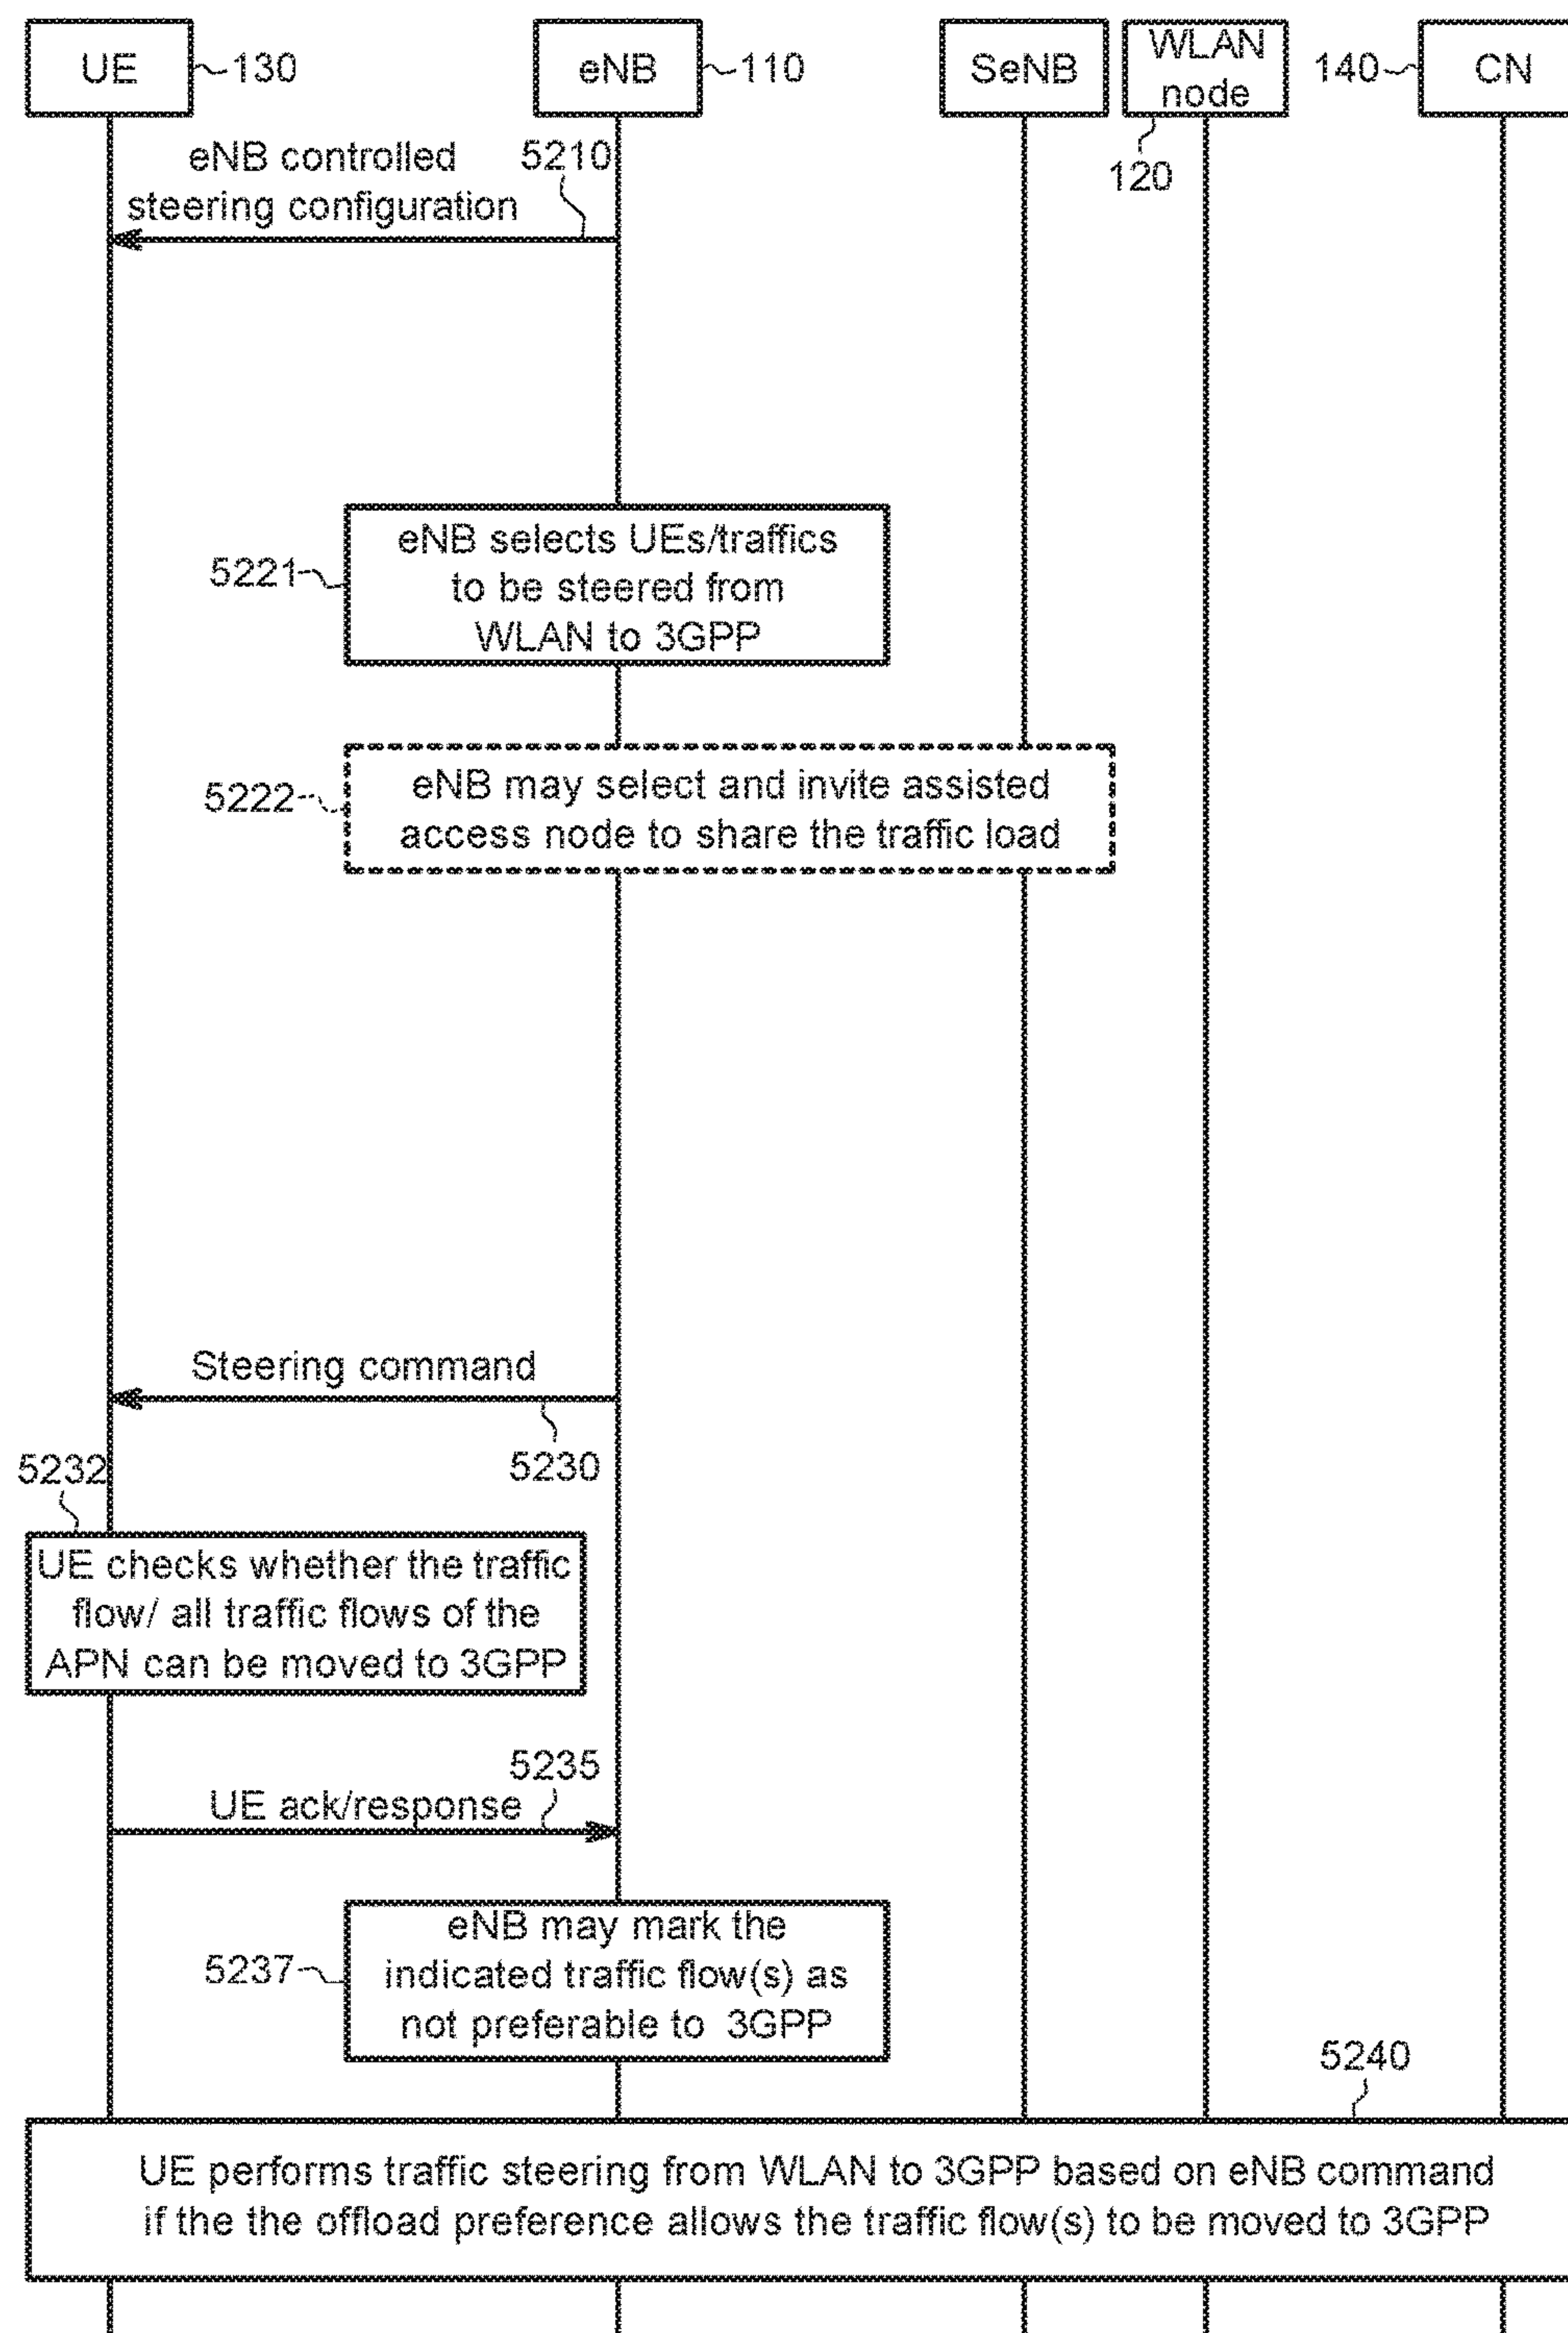 UE
130
eNB
110
SeNB
WLAN
node
120
140
CN
eNB controlled
steering configuration
5210
eNB selects UEs/traffics
to be steered from
WLAN to 3GPP
5221
eNB may select and invite assisted
access node to share the traffic load
5222
Steering command
5230
5232
UE checks whether the traffic
flow/ all traffic flows of the
APN can be moved to 3GPP
5235
UE ack/response
eNB may mark the
indicated traffic flow(s) as
not preferable to 3GPP
5237
5240
UE performs traffic steering from WLAN to 3GPP based on eNB command
if the the offload preference allows the traffic flow(s) to be moved to 3GPP